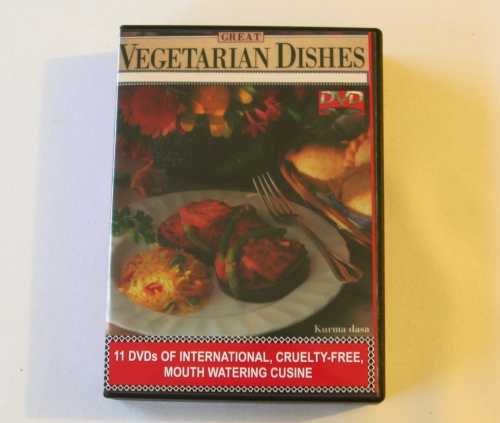 GREAT
VEGETARIAN DISHES
DVD
Kurma dasa
11 DVDs OF INTERNATIONAL, CRUELTY-FREE,
MOUTH WATERING CUSINE